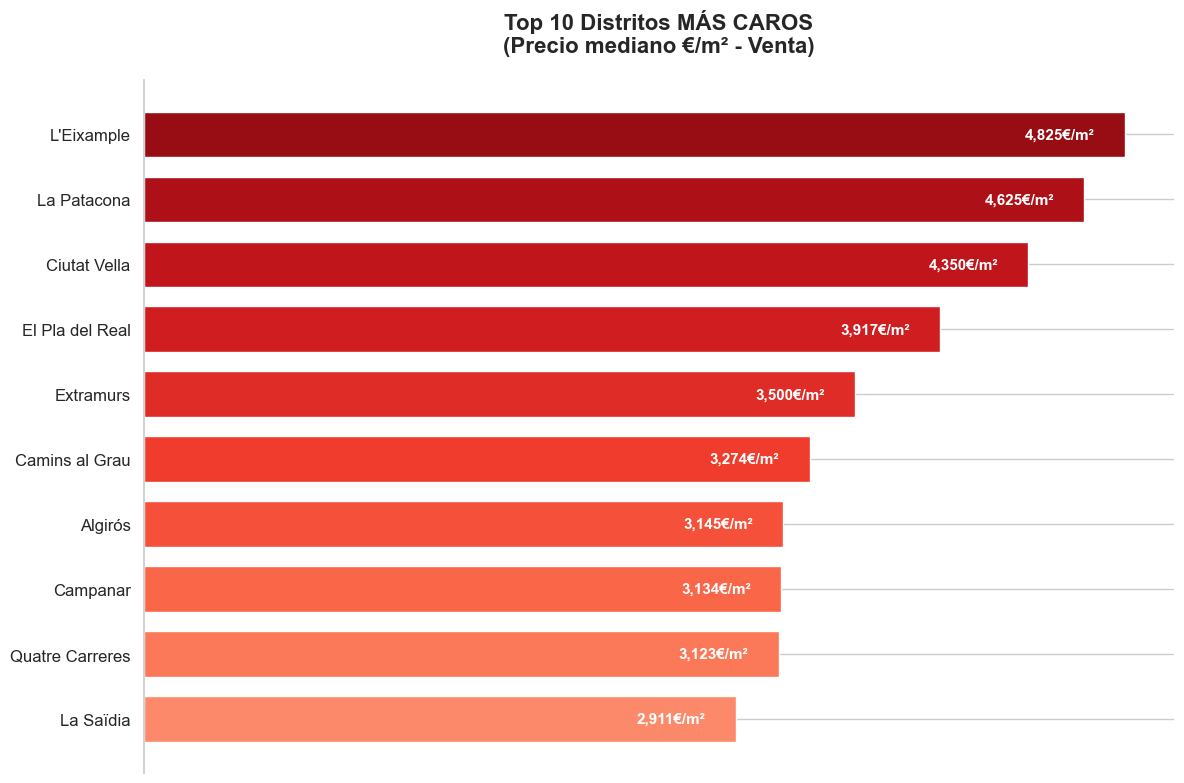 Top 10 Distritos MÁS CAROS
(Precio mediano €/m² - Venta)
L'Eixample 4,825€/m²
La Patacona 4,625€/m²
Ciutat Vella 4,350€/m²
El Pla del Real 3,917€/m²
Extramurs 3,500€/m²
Camins al Grau 3,274€/m²
Algirós 3,145€/m²
Campanar 3,134€/m²
Quatre Carreres 3,123€/m²
La Saïdia 2,911€/m²